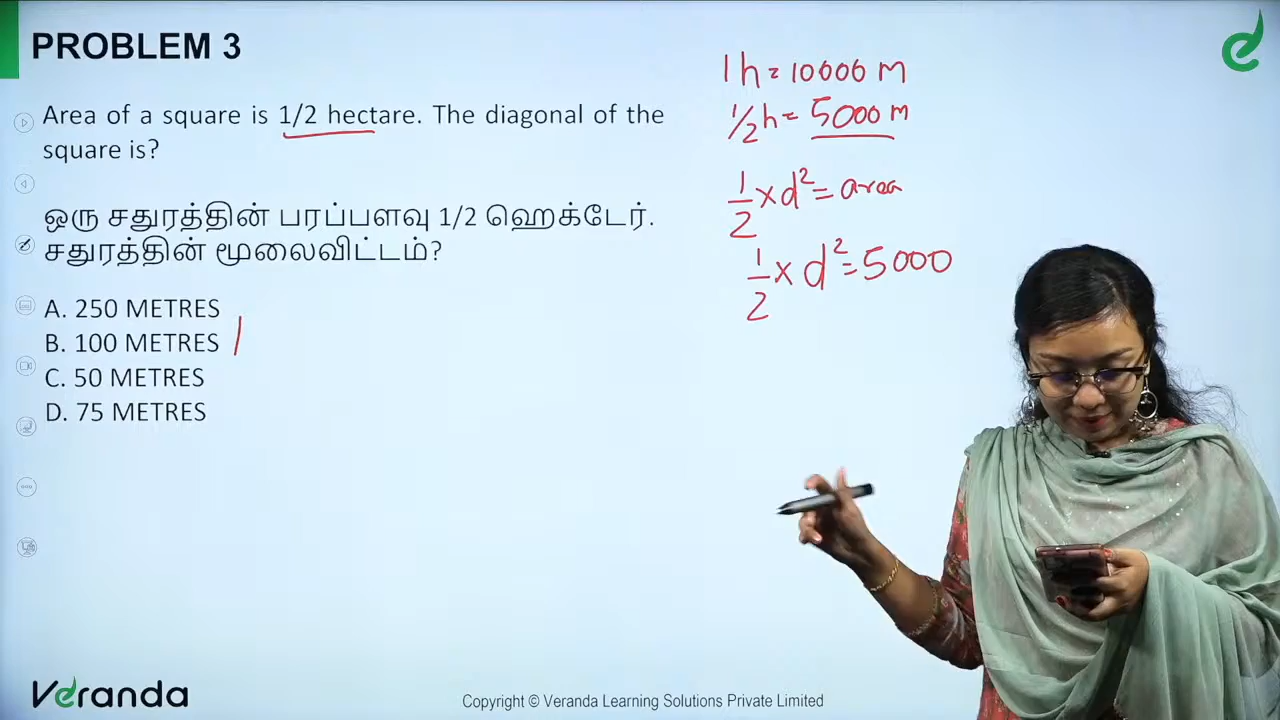 PROBLEM 3
Area of a square is 1/2 hectare. The diagonal of the
square is?
ஒரு சதுரத்தின் பரப்பளவு 1/2 ஹெக்டேர்.
சதுரத்தின் மூலைவிட்டம்?
A. 250 METRES
B. 100 METRES
C. 50 METRES
D. 75 METRES
1 h = 10000 m
1/2 h = 5000 m
1/2 × d² = area
1/2 × d² = 5000
Veranda
Copyright © Veranda Learning Solutions Private Limited